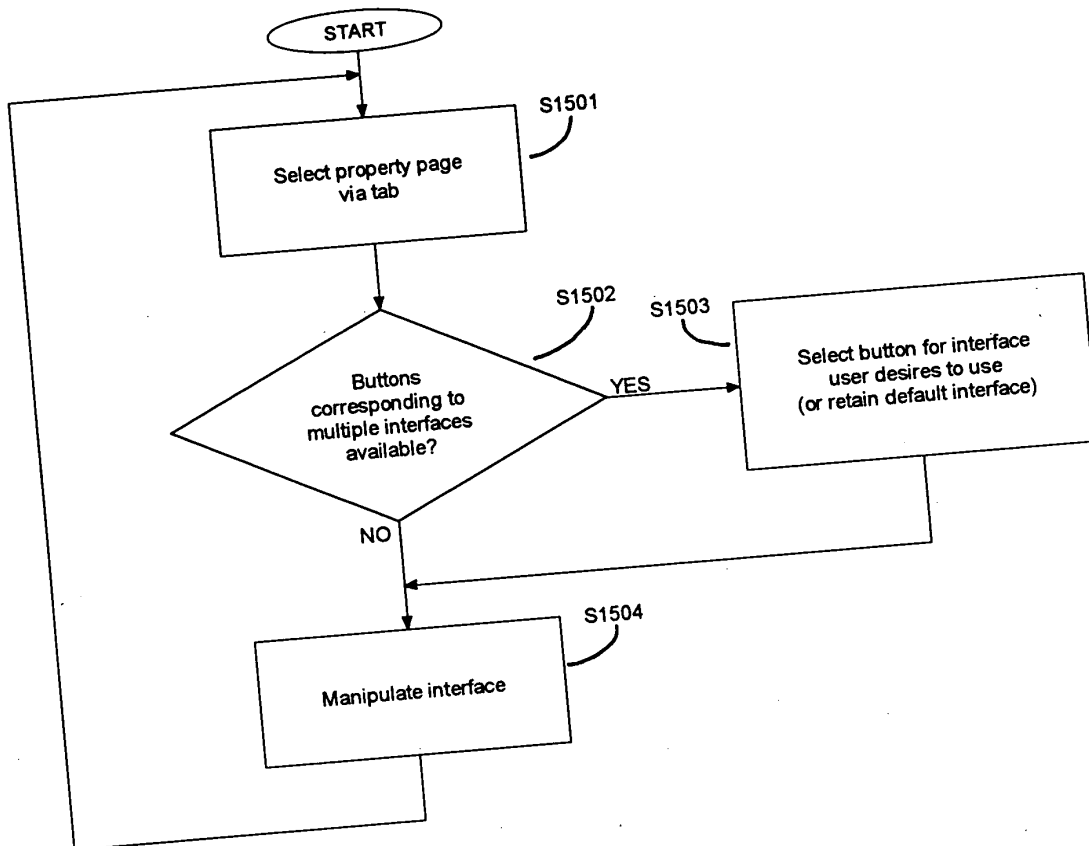 START
S1501
Select property page
via tab
S1502
Buttons
corresponding to
multiple interfaces
available?
YES
S1503
Select button for interface
user desires to use
(or retain default interface)
NO
S1504
Manipulate interface